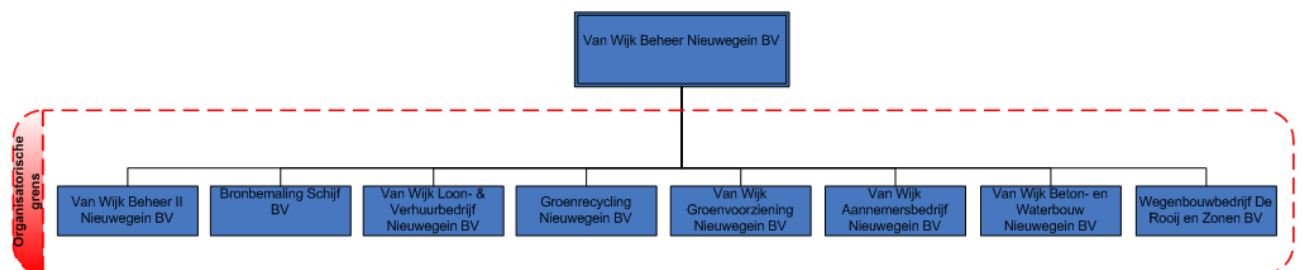 Van Wijk Beheer Nieuwegein BV
Organisatorische
grens
Van Wijk Beheer II
Nieuwegein BV
Bronbemaling Schijf
BV
Van Wijk Loon- &
Verhuurbedrijf
Nieuwegein BV
Groenrecycling
Nieuwegein BV
Van Wijk
Groenvoorziening
Nieuwegein BV
Van Wijk
Aannemersbedrijf
Nieuwegein BV
Van Wijk Beton- en
Waterbouw
Nieuwegein BV
Wegenbouwbedrijf De
Rooij en Zonen BV